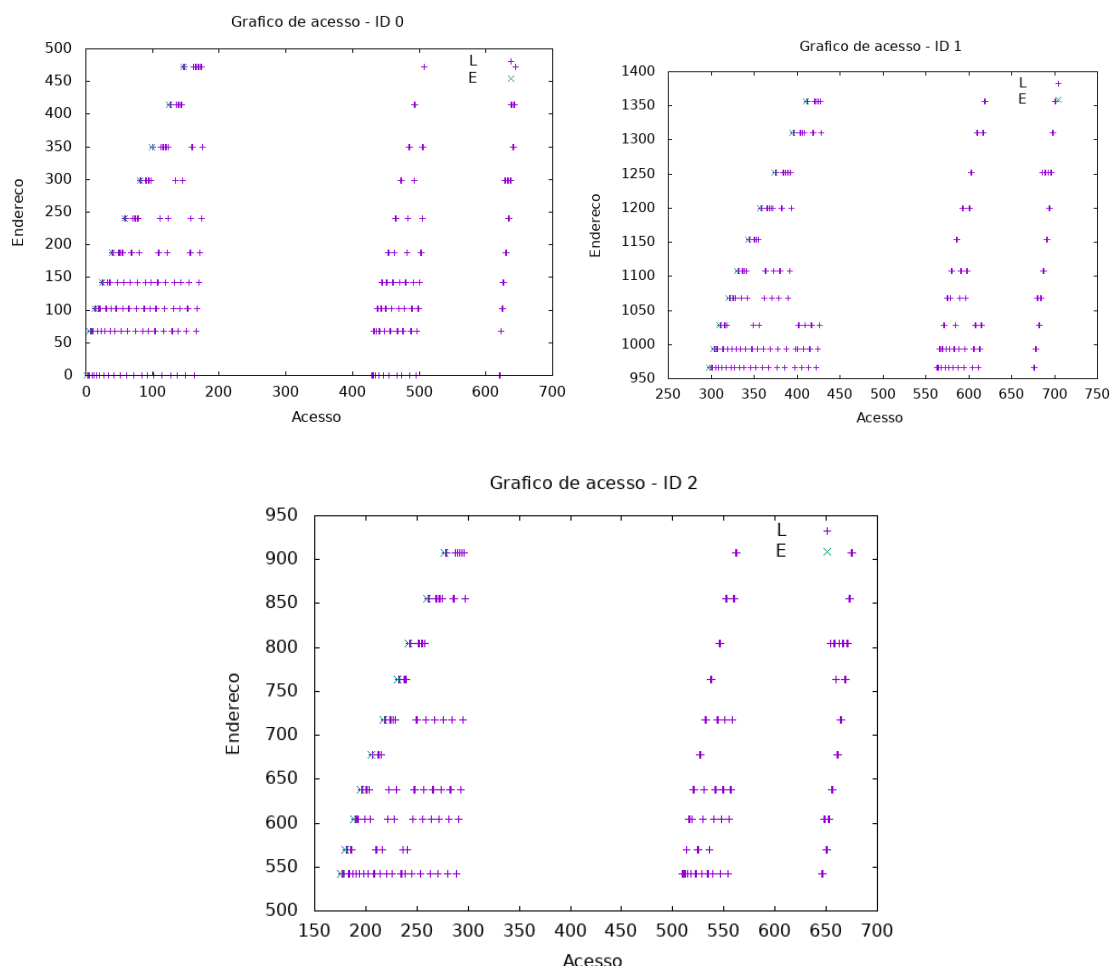 Grafico de acesso - ID 0
500
450
400
350
300
250
200
150
100
50
0
L
E
0 100 200 300 400 500 600 700
Endereco
Acesso
Grafico de acesso - ID 1
1400
1350
1300
1250
1200
1150
1100
1050
1000
950
L
E
250 300 350 400 450 500 550 600 650 700 750
Endereco
Acesso
Grafico de acesso - ID 2
950
900
850
800
750
700
650
600
550
500
L
E
150 200 250 300 350 400 450 500 550 600 650 700
Endereco
Acesso